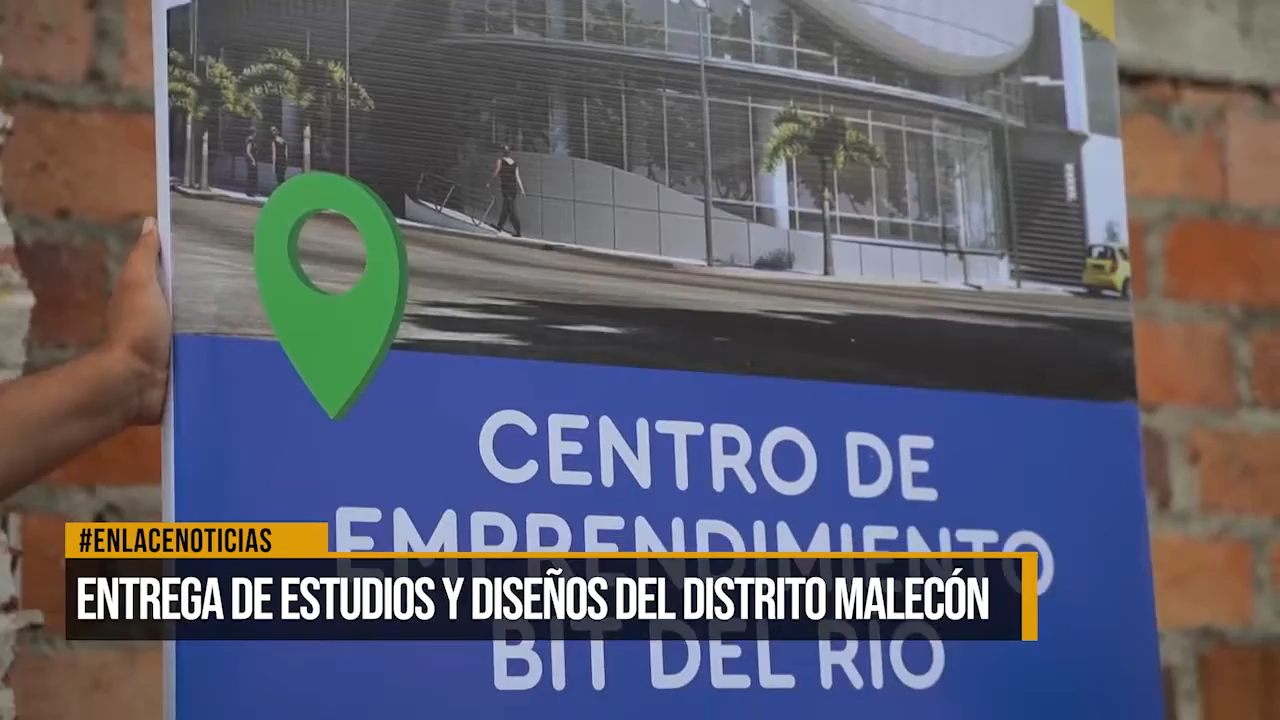 CENTRO DE
EMPRENDIMIENTO
BIT DEL RIO
#ENLACENOTICIAS
ENTREGA DE ESTUDIOS Y DISEÑOS DEL DISTRITO MALECÓN